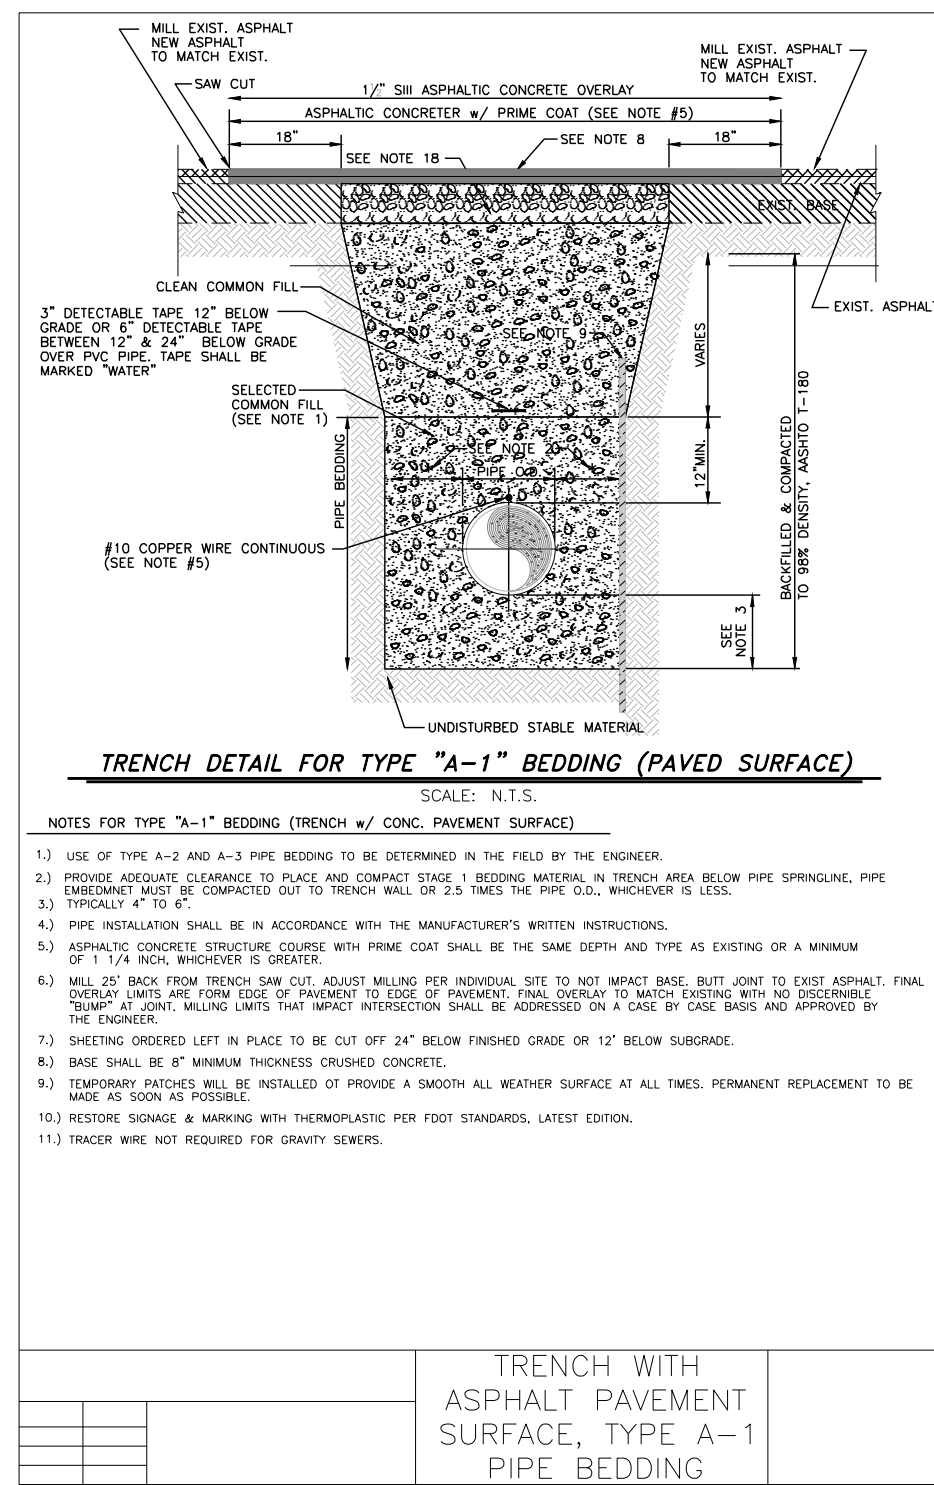 MILL EXIST. ASPHALT
NEW ASPHALT
TO MATCH EXIST.
MILL EXIST. ASPHALT
NEW ASPHALT
TO MATCH EXIST.
SAW CUT
1½" SIII ASPHALTIC CONCRETE OVERLAY
ASPHALTIC CONCRETER w/ PRIME COAT (SEE NOTE #5)
18"
SEE NOTE 8
18"
SEE NOTE 18
EXIST. BASE
CLEAN COMMON FILL
EXIST. ASPHALT
3" DETECTABLE TAPE 12" BELOW
GRADE OR 6" DETECTABLE TAPE
BETWEEN 12" & 24" BELOW GRADE
OVER PVC PIPE. TAPE SHALL BE
MARKED "WATER"
SEE NOTE 9
VARIES
SELECTED
COMMON FILL
(SEE NOTE 1)
PIPE BEDDING
SEE NOTE 2
PIPE O.D.
12"MIN.
BACKFILLED & COMPACTED
TO 98% DENSITY, AASHTO T-180
#10 COPPER WIRE CONTINUOUS
(SEE NOTE #5)
SEE
NOTE 3
UNDISTURBED STABLE MATERIAL
TRENCH DETAIL FOR TYPE "A-1" BEDDING (PAVED SURFACE)
SCALE: N.T.S.
NOTES FOR TYPE "A-1" BEDDING (TRENCH w/ CONC. PAVEMENT SURFACE)
1.) USE OF TYPE A-2 AND A-3 PIPE BEDDING TO BE DETERMINED IN THE FIELD BY THE ENGINEER.
2.) PROVIDE ADEQUATE CLEARANCE TO PLACE AND COMPACT STAGE 1 BEDDING MATERIAL IN TRENCH AREA BELOW PIPE SPRINGLINE, PIPE
EMBEDMNET MUST BE COMPACTED OUT TO TRENCH WALL OR 2.5 TIMES THE PIPE O.D., WHICHEVER IS LESS.
3.) TYPICALLY 4" TO 6".
4.) PIPE INSTALLATION SHALL BE IN ACCORDANCE WITH THE MANUFACTURER'S WRITTEN INSTRUCTIONS.
5.) ASPHALTIC CONCRETE STRUCTURE COURSE WITH PRIME COAT SHALL BE THE SAME DEPTH AND TYPE AS EXISTING OR A MINIMUM
OF 1 1/4 INCH, WHICHEVER IS GREATER.
6.) MILL 25' BACK FROM TRENCH SAW CUT. ADJUST MILLING PER INDIVIDUAL SITE TO NOT IMPACT BASE. BUTT JOINT TO EXIST ASPHALT. FINAL
OVERLAY LIMITS ARE FORM EDGE OF PAVEMENT TO EDGE OF PAVEMENT. FINAL OVERLAY TO MATCH EXISTING WITH NO DISCERNIBLE
"BUMP" AT JOINT. MILLING LIMITS THAT IMPACT INTERSECTION SHALL BE ADDRESSED ON A CASE BY CASE BASIS AND APPROVED BY
THE ENGINEER.
7.) SHEETING ORDERED LEFT IN PLACE TO BE CUT OFF 24" BELOW FINISHED GRADE OR 12' BELOW SUBGRADE.
8.) BASE SHALL BE 8" MINIMUM THICKNESS CRUSHED CONCRETE.
9.) TEMPORARY PATCHES WILL BE INSTALLED OT PROVIDE A SMOOTH ALL WEATHER SURFACE AT ALL TIMES. PERMANENT REPLACEMENT TO BE
MADE AS SOON AS POSSIBLE.
10.) RESTORE SIGNAGE & MARKING WITH THERMOPLASTIC PER FDOT STANDARDS, LATEST EDITION.
11.) TRACER WIRE NOT REQUIRED FOR GRAVITY SEWERS.
TRENCH WITH
ASPHALT PAVEMENT
SURFACE, TYPE A-1
PIPE BEDDING